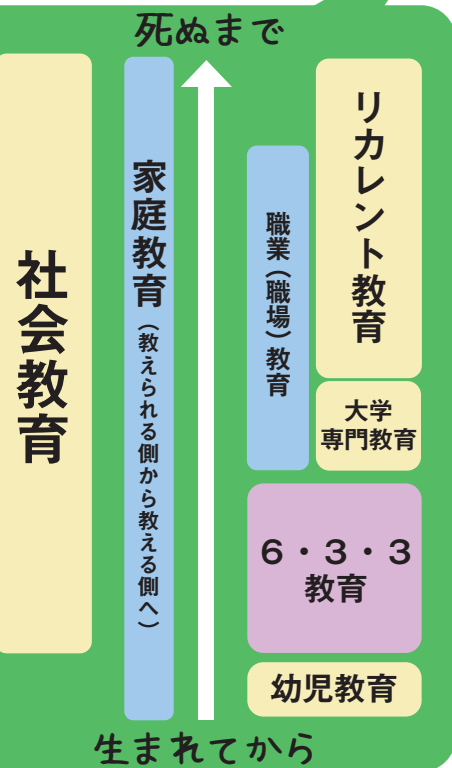 死ぬまで
リカレント教育
大学
専門教育
職業（職場）教育
6・3・3
教育
幼児教育
家庭教育（教えられる側から教える側へ）
社会教育
生まれてから